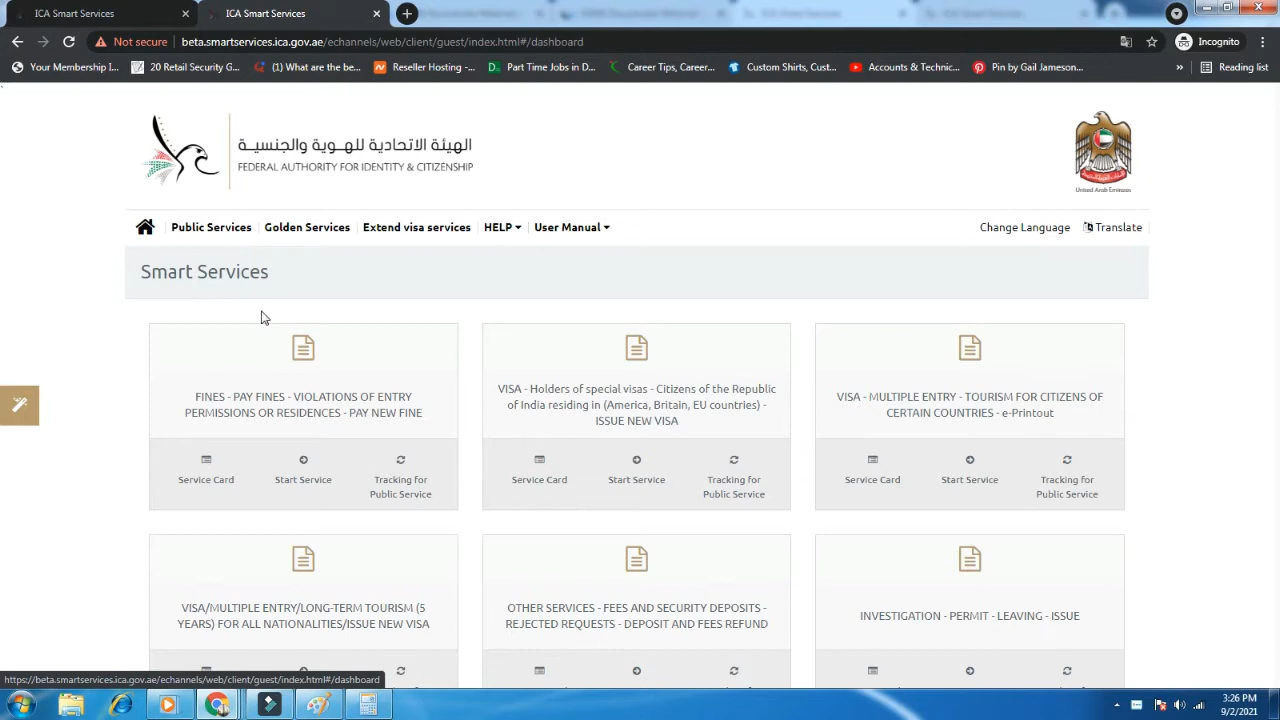 ICA Smart Services
ICA Smart Services
Not secure
beta.smartservices.ica.gov.ae/echannels/web/client/guest/index.html#/dashboard
Incognito
Your Membership I...
20 Retail Security G...
(1) What are the be...
Reseller Hosting -...
Part Time Jobs in D...
Career Tips, Career...
Custom Shirts, Cust...
Accounts & Technic...
Pin by Gail Jameson...
»
Reading list
الهيئة الاتحادية للهوية والجنسية
FEDERAL AUTHORITY FOR IDENTITY & CITIZENSHIP
United Arab Emirates
Public Services
Golden Services
Extend visa services
HELP
User Manual
Change Language
Translate
Smart Services
FINES - PAY FINES - VIOLATIONS OF ENTRY
PERMISSIONS OR RESIDENCES - PAY NEW FINE
Service Card
Start Service
Tracking for
Public Service
VISA - Holders of special visas - Citizens of the Republic
of India residing in (America, Britain, EU countries) -
ISSUE NEW VISA
Service Card
Start Service
Tracking for
Public Service
VISA - MULTIPLE ENTRY - TOURISM FOR CITIZENS OF
CERTAIN COUNTRIES - e-Printout
Service Card
Start Service
Tracking for
Public Service
VISA/MULTIPLE ENTRY/LONG-TERM TOURISM (5
YEARS) FOR ALL NATIONALITIES/ISSUE NEW VISA
OTHER SERVICES - FEES AND SECURITY DEPOSITS -
REJECTED REQUESTS - DEPOSIT AND FEES REFUND
INVESTIGATION - PERMIT - LEAVING - ISSUE
https://beta.smartservices.ica.gov.ae/echannels/web/client/guest/index.html#/dashboard
3:26 PM
9/2/2021